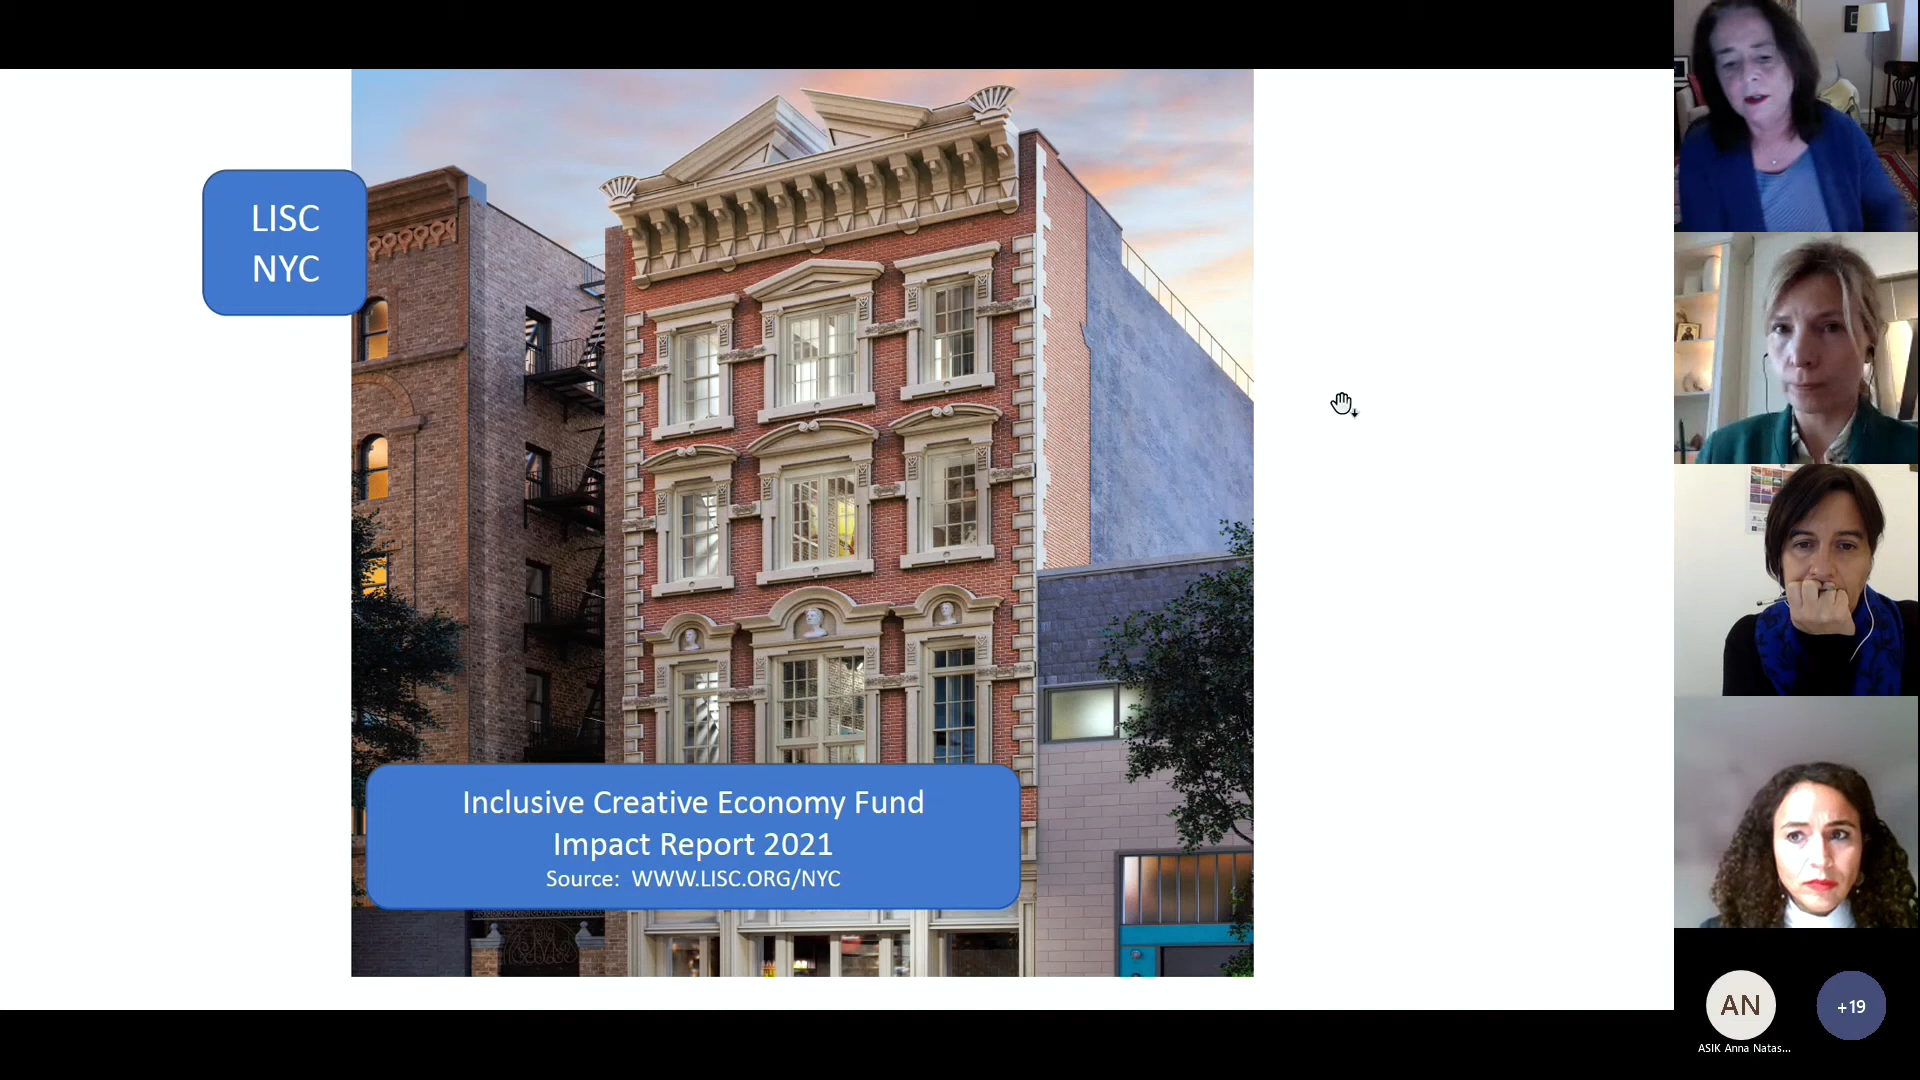 LISC
NYC
Inclusive Creative Economy Fund
Impact Report 2021
Source: WWW.LISC.ORG/NYC
AN
+19
ASIK Anna Natas...